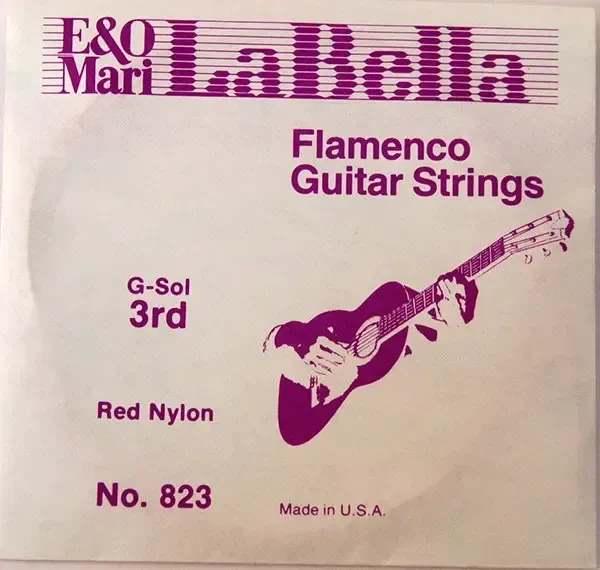 E&O
Mari
LaBella
Flamenco
Guitar Strings
G-Sol
3rd
Red Nylon
No. 823
Made in U.S.A.